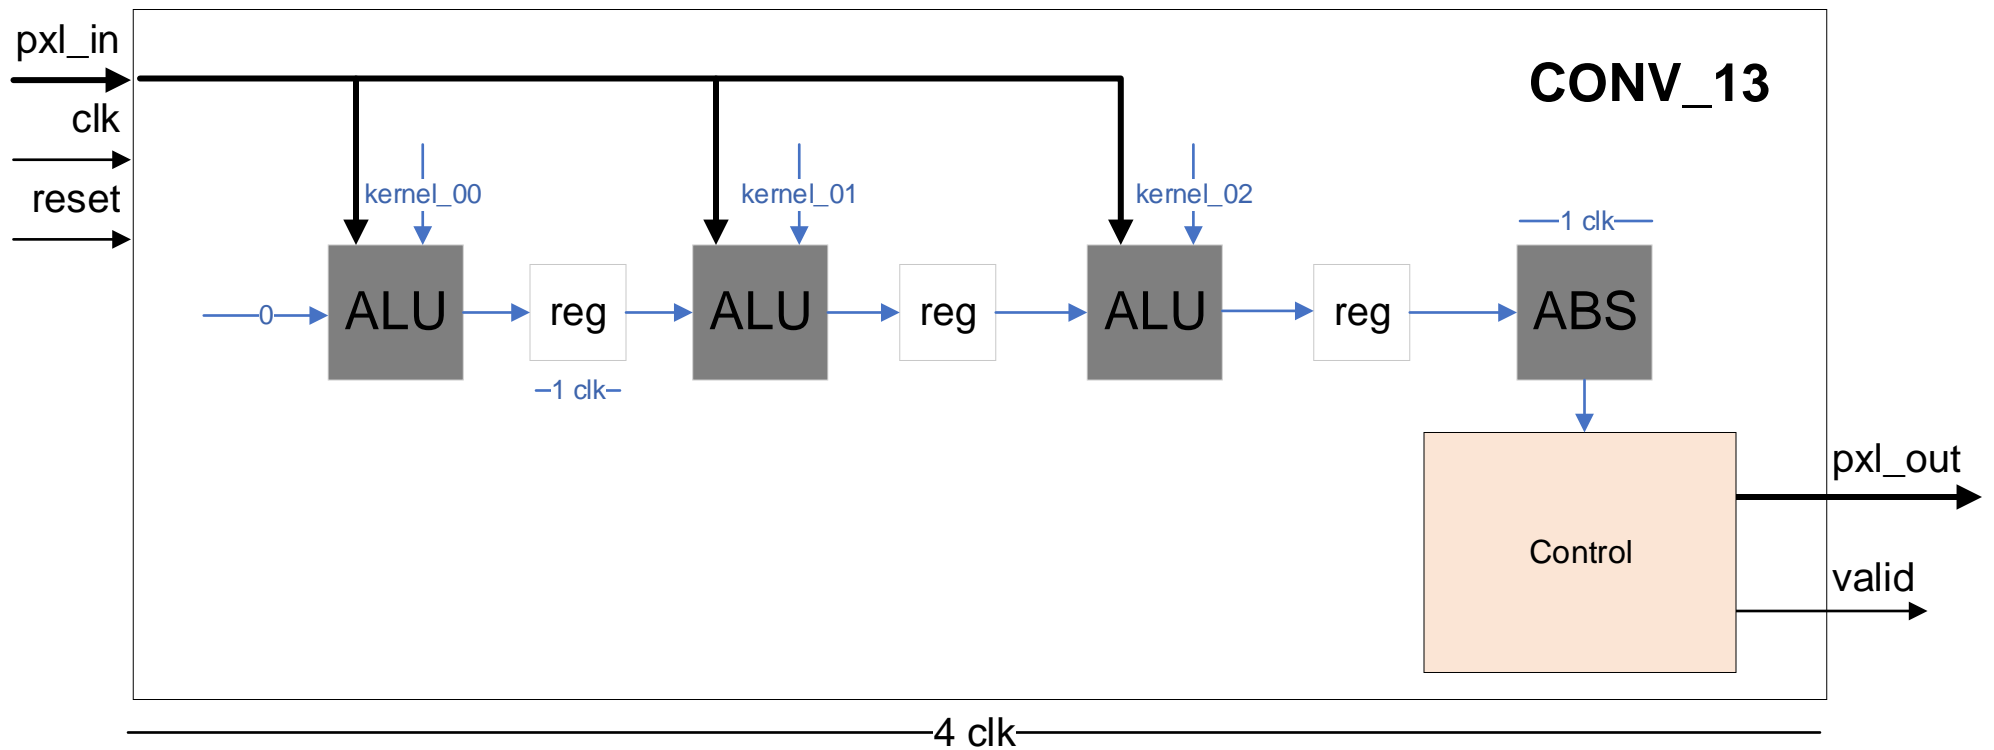 pxl_in
CONV_13
clk
reset
kernel_00
kernel_01
kernel_02
1 clk
0
ALU
reg
ALU
reg
ALU
reg
ABS
1 clk
pxl_out
Control
valid
4 clk